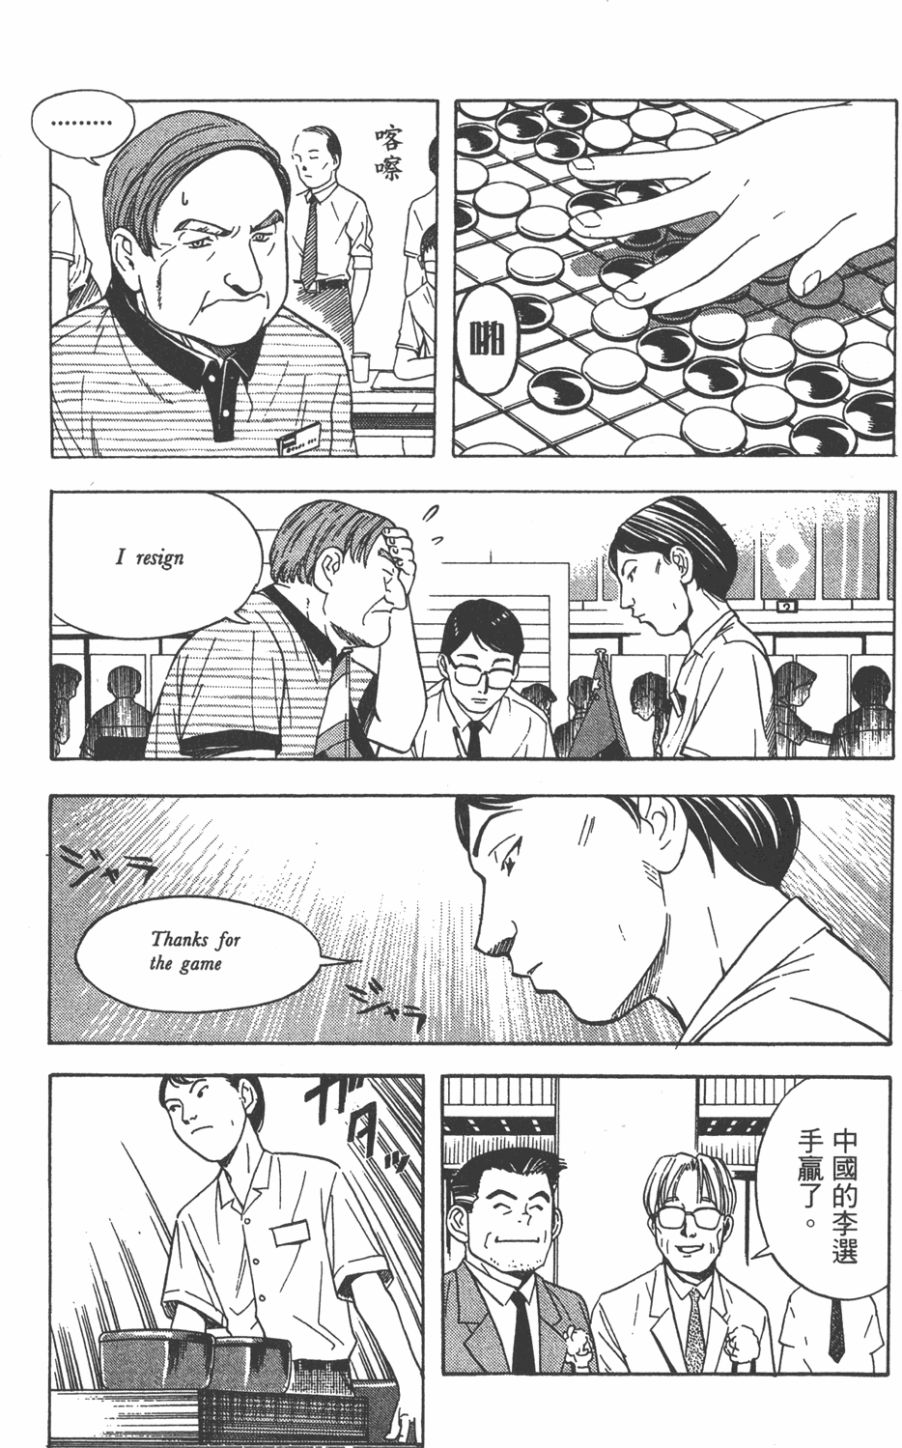 啪
喀嚓
………
I resign
2
Thanks for
the game
ジャラ
ジャラ
ガタ
中國的李選
手贏了。